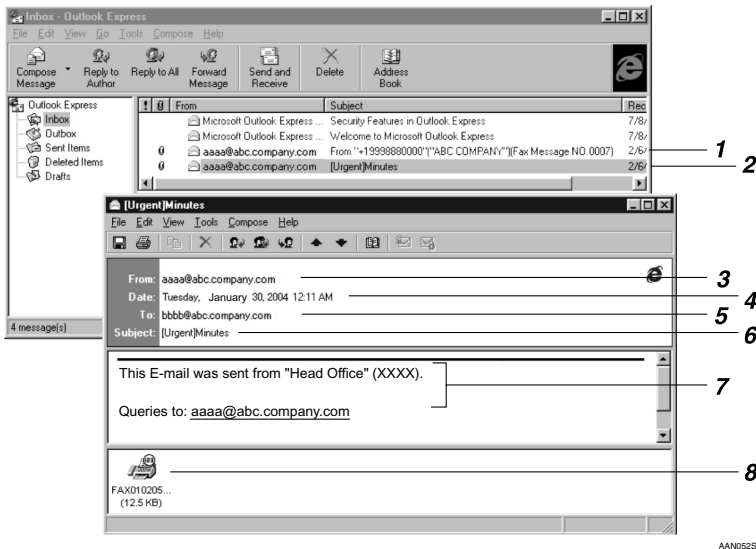 Inbox - Outlook Express
File Edit View Go Tools Compose Help
Compose Message
Reply to Author
Reply to All
Forward Message
Send and Receive
Delete
Address Book
Outlook Express
Inbox
Outbox
Sent Items
Deleted Items
Drafts
! From Subject Rec
Microsoft Outlook Express ... Security Features in Outlook Express 7/8/
Microsoft Outlook Express ... Welcome to Microsoft Outlook Express 7/8/
aaaa@abc.company.com From "+19998880000"("ABC COMPANY")(Fax Message NO.0007) 2/6/ 1
aaaa@abc.company.com [Urgent]Minutes 2/6/ 2
4 message(s)
[Urgent]Minutes
File Edit View Tools Compose Help
From: aaaa@abc.company.com 3
Date: Tuesday, January 30, 2004 12:11 AM 4
To: bbbb@abc.company.com 5
Subject: [Urgent]Minutes 6
This E-mail was sent from "Head Office" (XXXX).
7
Queries to: aaaa@abc.company.com
8
FAX010205...
(12.5 KB)
AAN052S